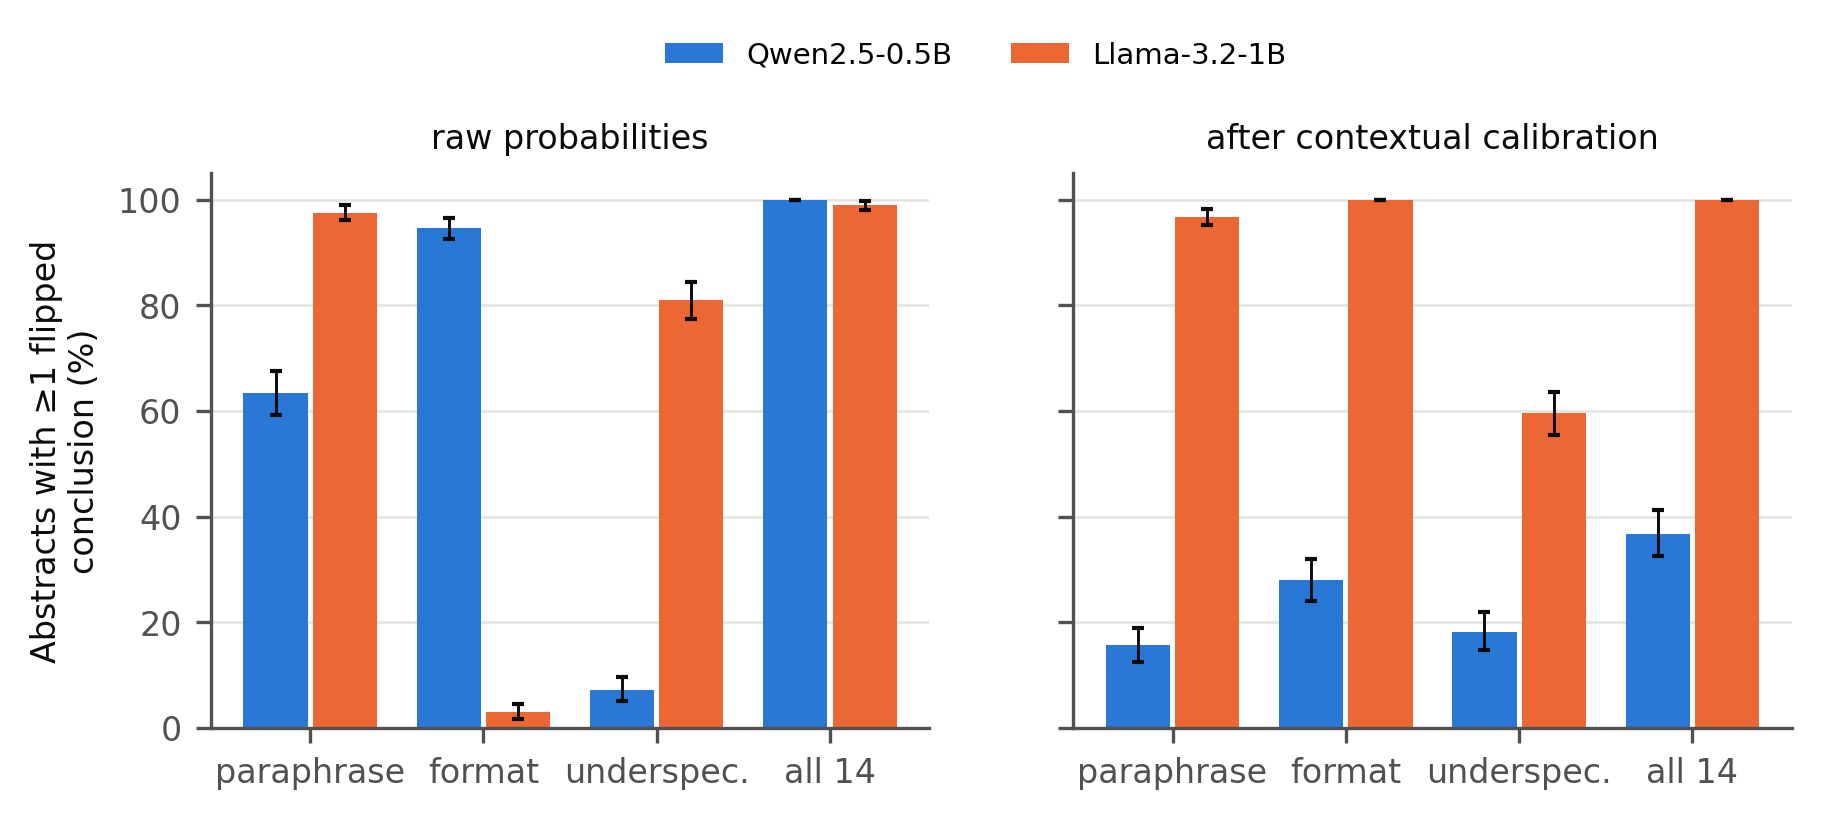 Qwen2.5-0.5B Llama-3.2-1B
raw probabilities
after contextual calibration
Abstracts with ≥1 flipped
conclusion (%)
100
80
60
40
20
0
paraphrase format underspec. all 14
paraphrase format underspec. all 14